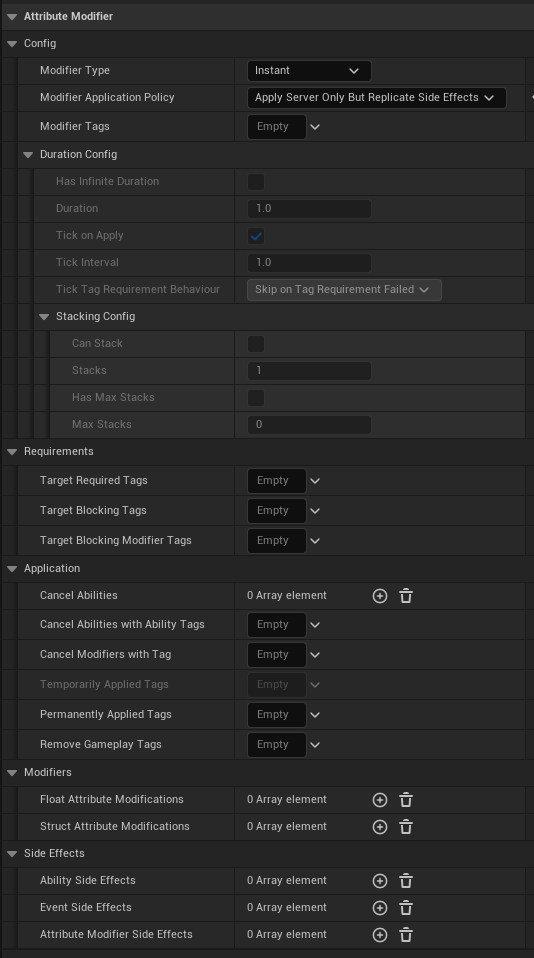 Attribute Modifier
Config
Modifier Type Instant
Modifier Application Policy Apply Server Only But Replicate Side Effects
Modifier Tags Empty
Duration Config
Has Infinite Duration
Duration 1.0
Tick on Apply
Tick Interval 1.0
Tick Tag Requirement Behaviour Skip on Tag Requirement Failed
Stacking Config
Can Stack
Stacks 1
Has Max Stacks
Max Stacks 0
Requirements
Target Required Tags Empty
Target Blocking Tags Empty
Target Blocking Modifier Tags Empty
Application
Cancel Abilities 0 Array element
Cancel Abilities with Ability Tags Empty
Cancel Modifiers with Tag Empty
Temporarily Applied Tags Empty
Permanently Applied Tags Empty
Remove Gameplay Tags Empty
Modifiers
Float Attribute Modifications 0 Array element
Struct Attribute Modifications 0 Array element
Side Effects
Ability Side Effects 0 Array element
Event Side Effects 0 Array element
Attribute Modifier Side Effects 0 Array element